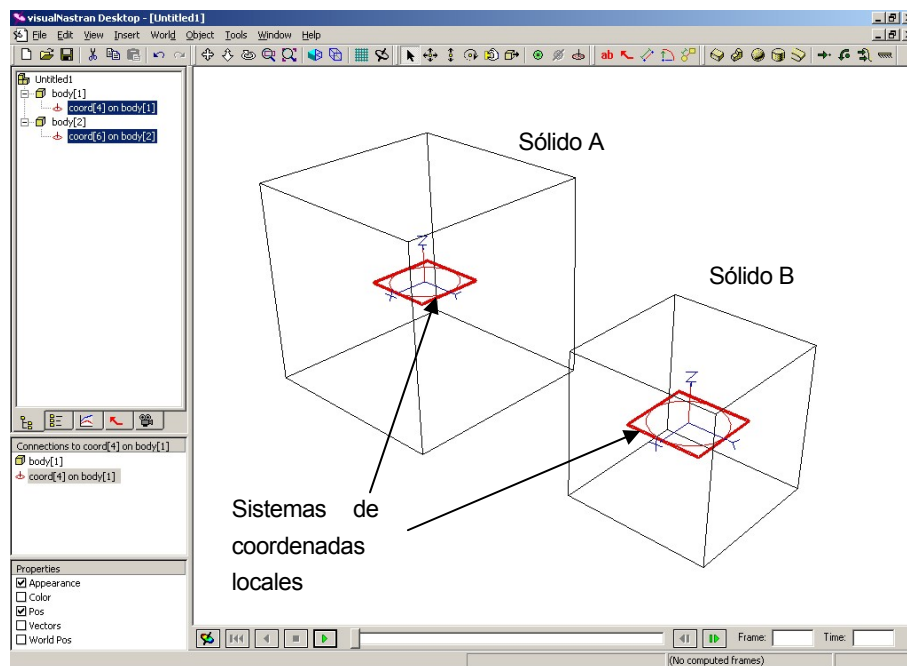 visualNastran Desktop - [Untitled1]
File Edit View Insert World Object Tools Window Help
ab
Untitled1
body[1]
coord[4] on body[1]
body[2]
coord[6] on body[2]
Connections to coord[4] on body[1]
body[1]
coord[4] on body[1]
Properties
Appearance
Color
Pos
Vectors
World Pos
Sólido A
Z
X Y
Sólido B
Z
X Y
Sistemas de
coordenadas
locales
Frame: Time:
(No computed frames)